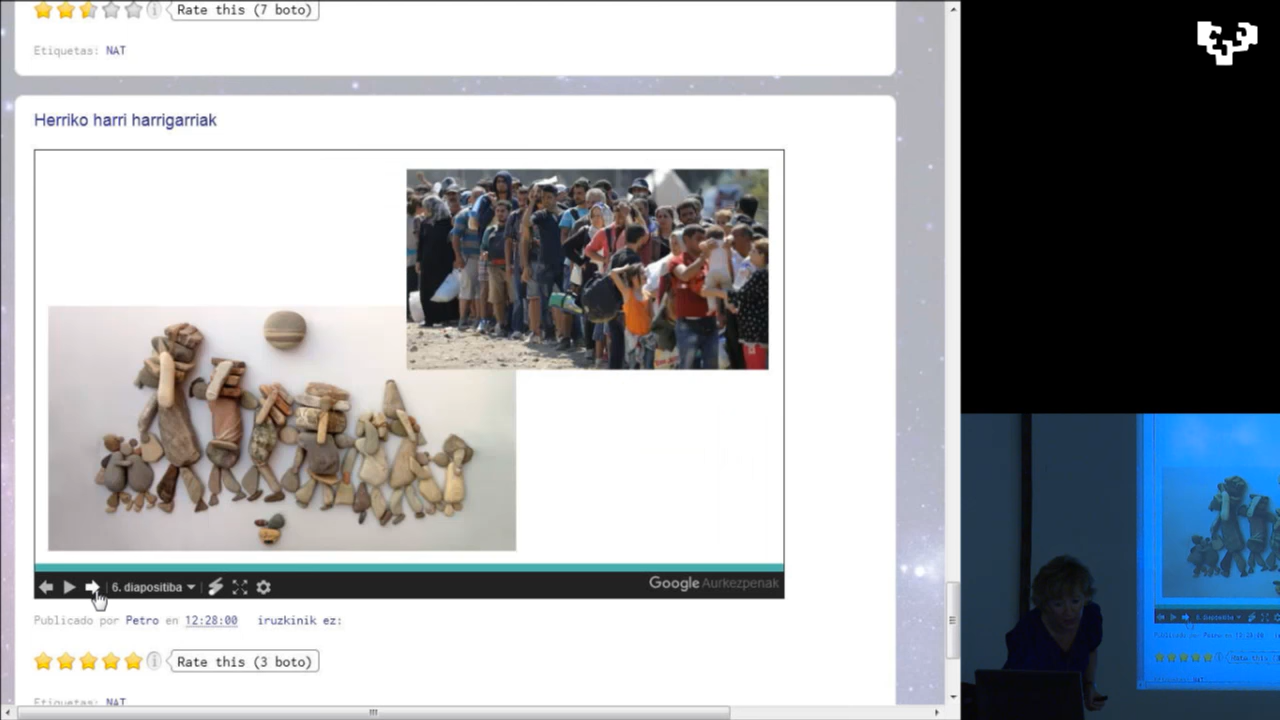 Rate this (7 boto)
Etiquetas: NAT
Herriko harri harrigarriak
6. diapositiba
Google Aurkezpenak
Publicado por Petro en 12:28:00 iruzkinik ez:
Rate this (3 boto)
Etiquetas: NAT